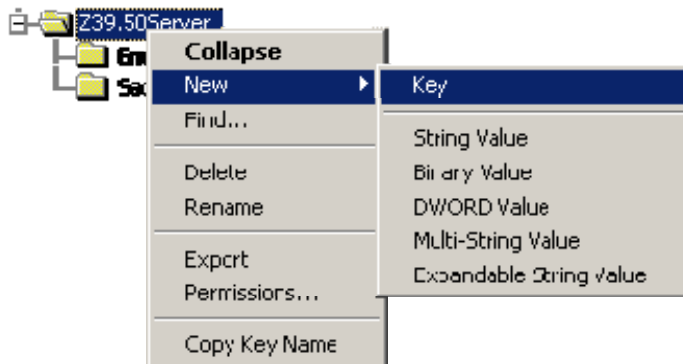 Z39.50Server
Collapse
New
Key
Find...
String Value
Binary Value
Delete
DWORD Value
Rename
Multi-String Value
Export
Expandable String Value
Permissions...
Copy Key Name